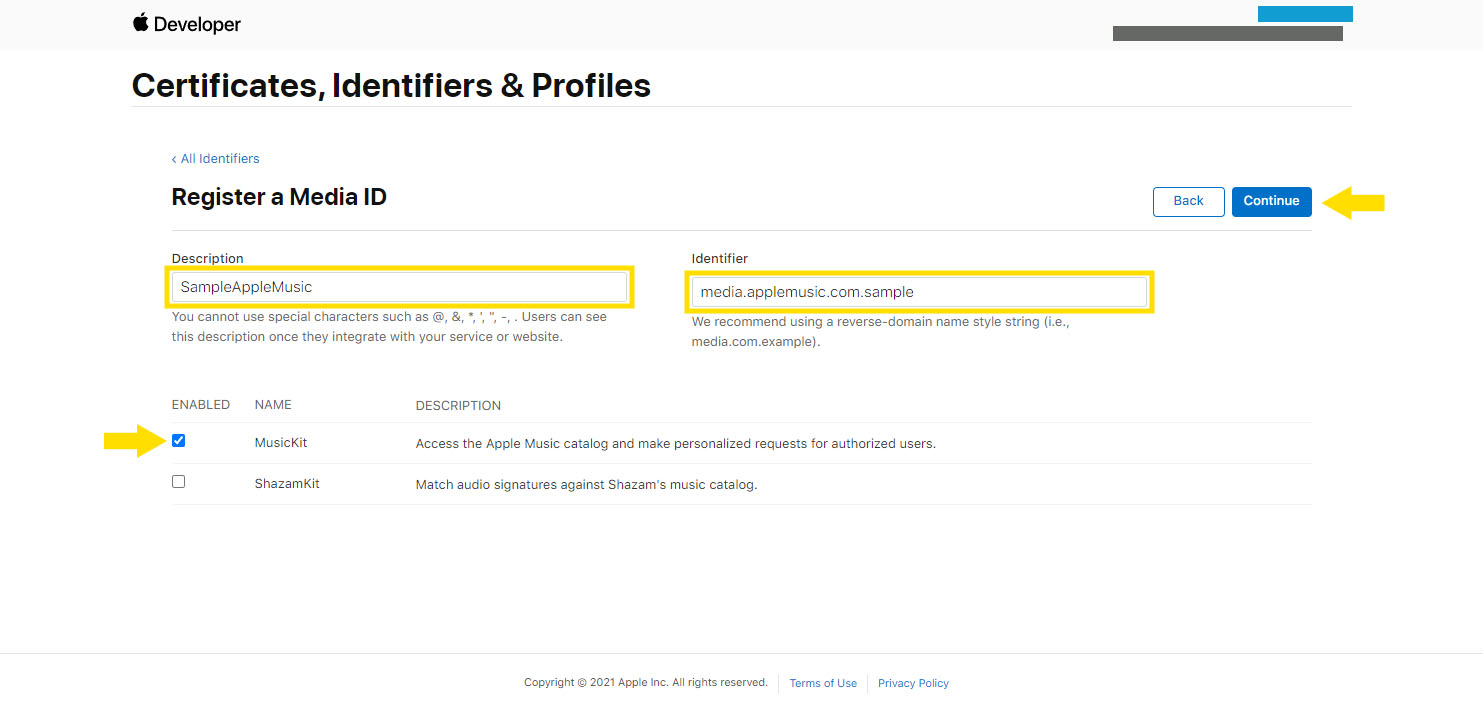 Developer
Certificates, Identifiers & Profiles
‹ All Identifiers
Register a Media ID
Back
Continue
Description
Identifier
SampleAppleMusic
media.applemusic.com.sample
You cannot use special characters such as @, &, *, ', ", -, . Users can see
this description once they integrate with your service or website.
We recommend using a reverse-domain name style string (i.e.,
media.com.example).
ENABLED NAME DESCRIPTION
MusicKit Access the Apple Music catalog and make personalized requests for authorized users.
ShazamKit Match audio signatures against Shazam's music catalog.
Copyright © 2021 Apple Inc. All rights reserved. Terms of Use Privacy Policy